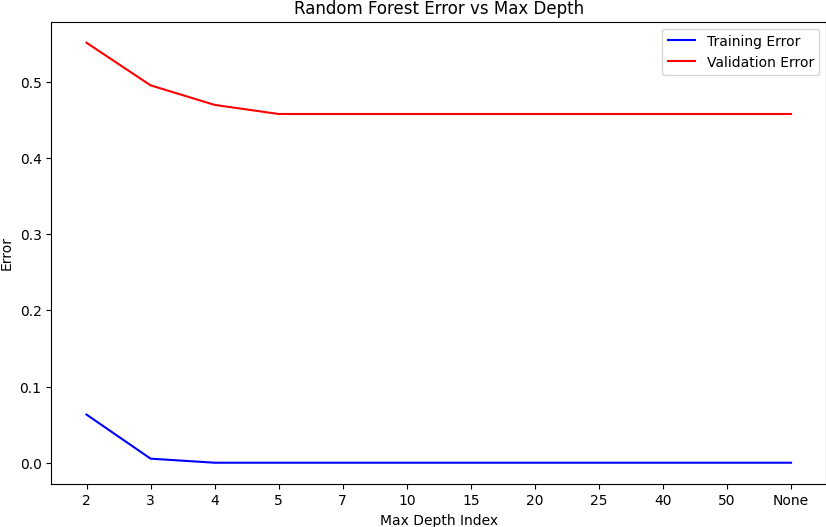 Random Forest Error vs Max Depth
Training Error
Validation Error
0.5
0.4
0.3
0.2
0.1
0.0
Error
2 3 4 5 7 10 15 20 25 40 50 None
Max Depth Index